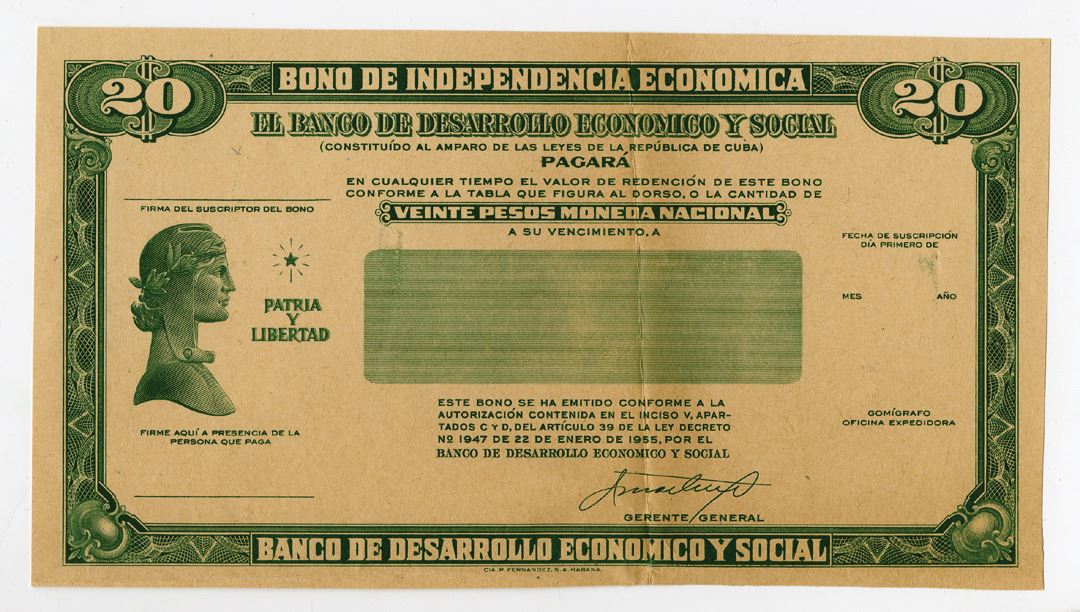 $20
BONO DE INDEPENDENCIA ECONOMICA
$20
EL BANCO DE DESARROLLO ECONOMICO Y SOCIAL
(CONSTITUÍDO AL AMPARO DE LAS LEYES DE LA REPÚBLICA DE CUBA)
PAGARÁ
EN CUALQUIER TIEMPO EL VALOR DE REDENCIÓN DE ESTE BONO
CONFORME A LA TABLA QUE FIGURA AL DORSO, O LA CANTIDAD DE
VEINTE PESOS MONEDA NACIONAL
A SU VENCIMIENTO, A
FIRMA DEL SUSCRIPTOR DEL BONO
PATRIA
Y
LIBERTAD
FIRME AQUÍ A PRESENCIA DE LA
PERSONA QUE PAGA
FECHA DE SUSCRIPCIÓN
DÍA PRIMERO DE
MES AÑO
GOMÍGRAFO
OFICINA EXPEDIDORA
ESTE BONO SE HA EMITIDO CONFORME A LA
AUTORIZACIÓN CONTENIDA EN EL INCISO V, APAR-
TADOS C Y D, DEL ARTÍCULO 39 DE LA LEY DECRETO
Nº 1947 DE 22 DE ENERO DE 1955, POR EL
BANCO DE DESARROLLO ECONOMICO Y SOCIAL
GERENTE GENERAL
BANCO DE DESARROLLO ECONOMICO Y SOCIAL
CIA. P. FERNANDEZ, S. A. HABANA.